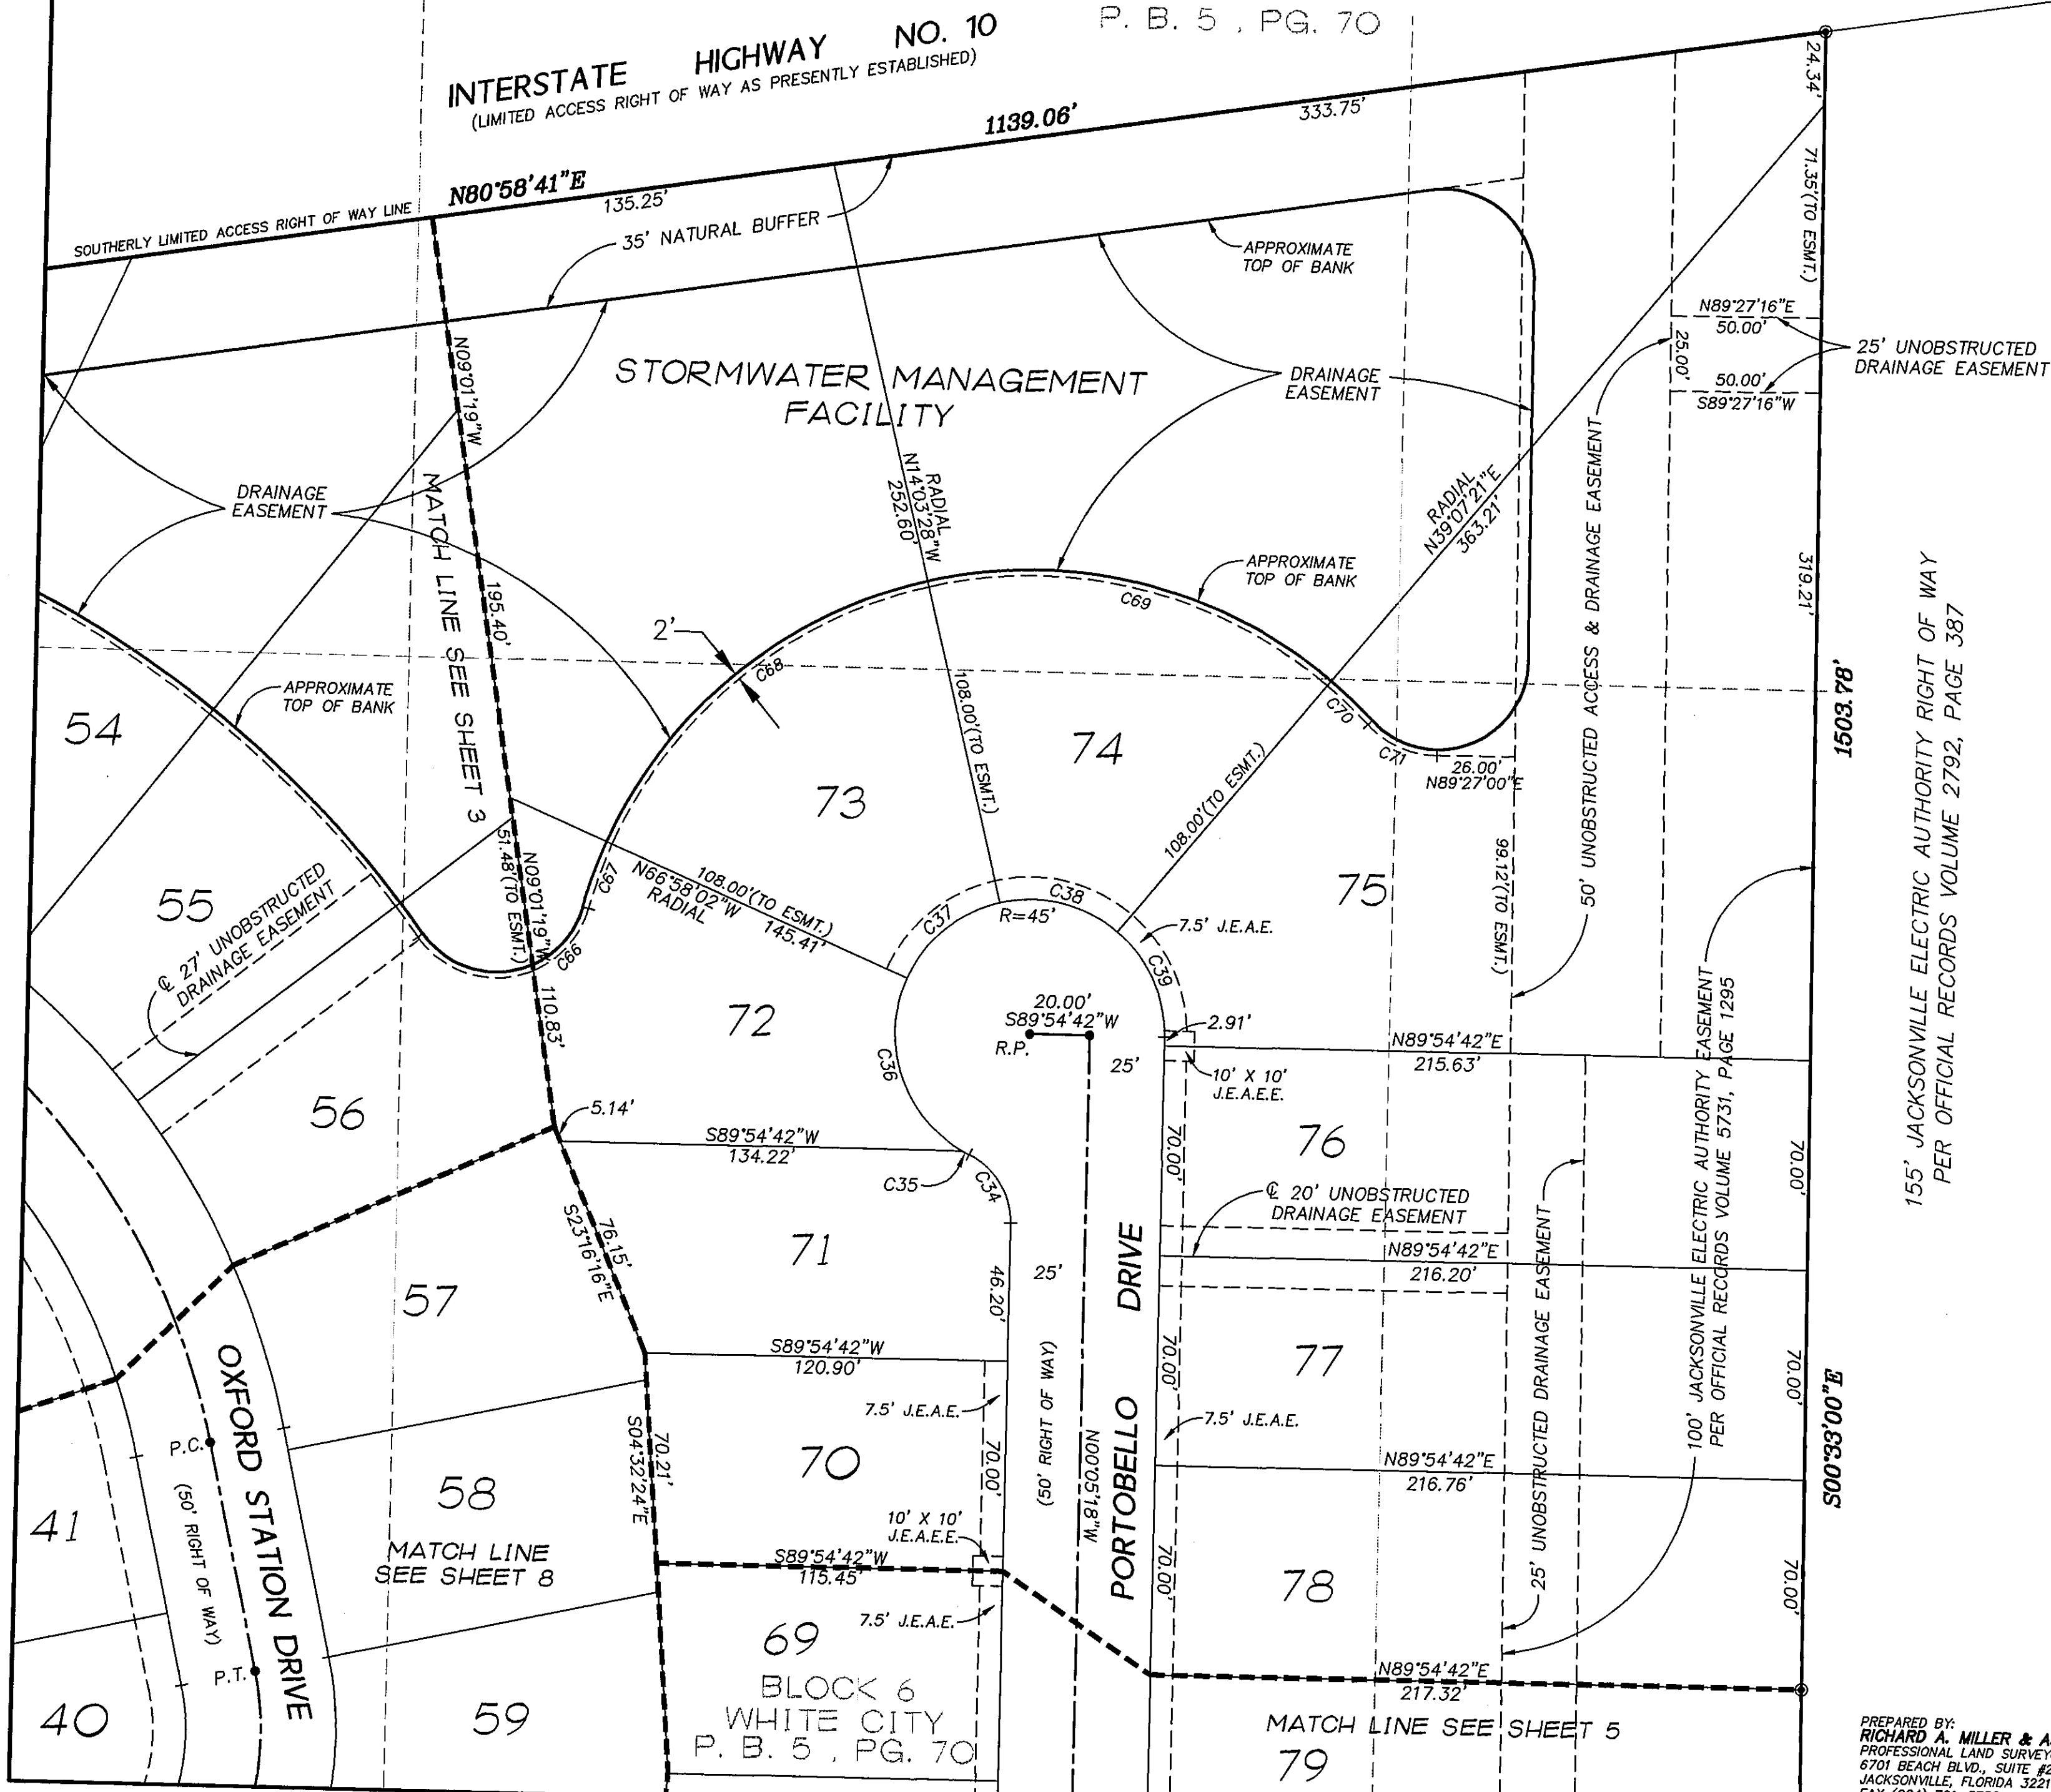 P. B. 5 , PG. 70
INTERSTATE HIGHWAY NO. 10
(LIMITED ACCESS RIGHT OF WAY AS PRESENTLY ESTABLISHED)
1139.06'
333.75'
24.34'
N80°58'41"E
135.25'
SOUTHERLY LIMITED ACCESS RIGHT OF WAY LINE
35' NATURAL BUFFER
APPROXIMATE
TOP OF BANK
71.35'(TO ESMT.)
N89°27'16"E
50.00'
25.00'
50.00'
S89°27'16"W
25' UNOBSTRUCTED
DRAINAGE EASEMENT
STORMWATER MANAGEMENT
FACILITY
DRAINAGE
EASEMENT
N09°01'19"W
195.40'
MATCH LINE SEE SHEET 3
DRAINAGE
EASEMENT
RADIAL
N14°03'28"W
252.60'
RADIAL
N39°07'21"E
363.21'
50' UNOBSTRUCTED ACCESS & DRAINAGE EASEMENT
319.21'
1503.78'
155' JACKSONVILLE ELECTRIC AUTHORITY RIGHT OF WAY
PER OFFICIAL RECORDS VOLUME 2792, PAGE 387
APPROXIMATE
TOP OF BANK
C69
2'
C68
APPROXIMATE
TOP OF BANK
54
108.00'(TO ESMT.)
74
C70
C71
26.00'
N89°27'00"E
73
108.00'(TO ESMT.)
99.12'(TO ESMT.)
75
55
℄ 27' UNOBSTRUCTED
DRAINAGE EASEMENT
N09°01'19"W
51.48'(TO ESMT.)
C67
C66
108.00'(TO ESMT.)
N66°58'02"W
145.41'
RADIAL
C37
C38
R=45'
7.5' J.E.A.E.
C39
110.83'
72
20.00'
S89°54'42"W
R.P.
2.91'
25'
C36
N89°54'42"E
215.63'
10' X 10'
J.E.A.E.E.
56
5.14'
S89°54'42"W
134.22'
C35
C34
70.00'
76
70.00'
℄ 20' UNOBSTRUCTED
DRAINAGE EASEMENT
N89°54'42"E
216.20'
76.15'
S23°16'16"E
71
46.20'
25'
57
S89°54'42"W
120.90'
70.00'
77
70.00'
7.5' J.E.A.E.
7.5' J.E.A.E.
OXFORD STATION DRIVE
(50' RIGHT OF WAY)
P.C.
P.T.
70.21'
S04°32'24"E
70
70.00'
(50' RIGHT OF WAY)
N00°05'18"W
PORTOBELLO DRIVE
N89°54'42"E
216.76'
25' UNOBSTRUCTED DRAINAGE EASEMENT
100' JACKSONVILLE ELECTRIC AUTHORITY EASEMENT
PER OFFICIAL RECORDS VOLUME 5731, PAGE 1295
S00°33'00"E
58
41
MATCH LINE
SEE SHEET 8
10' X 10'
J.E.A.E.E.
S89°54'42"W
115.45'
70.00'
78
70.00'
7.5' J.E.A.E.
69
BLOCK 6
WHITE CITY
P. B. 5 , PG. 70
40
59
N89°54'42"E
217.32'
MATCH LINE SEE SHEET 5
79
PREPARED BY:
RICHARD A. MILLER &
PROFESSIONAL LAND
6701 BEACH BLVD., SUITE
JACKSONVILLE, FLORIDA